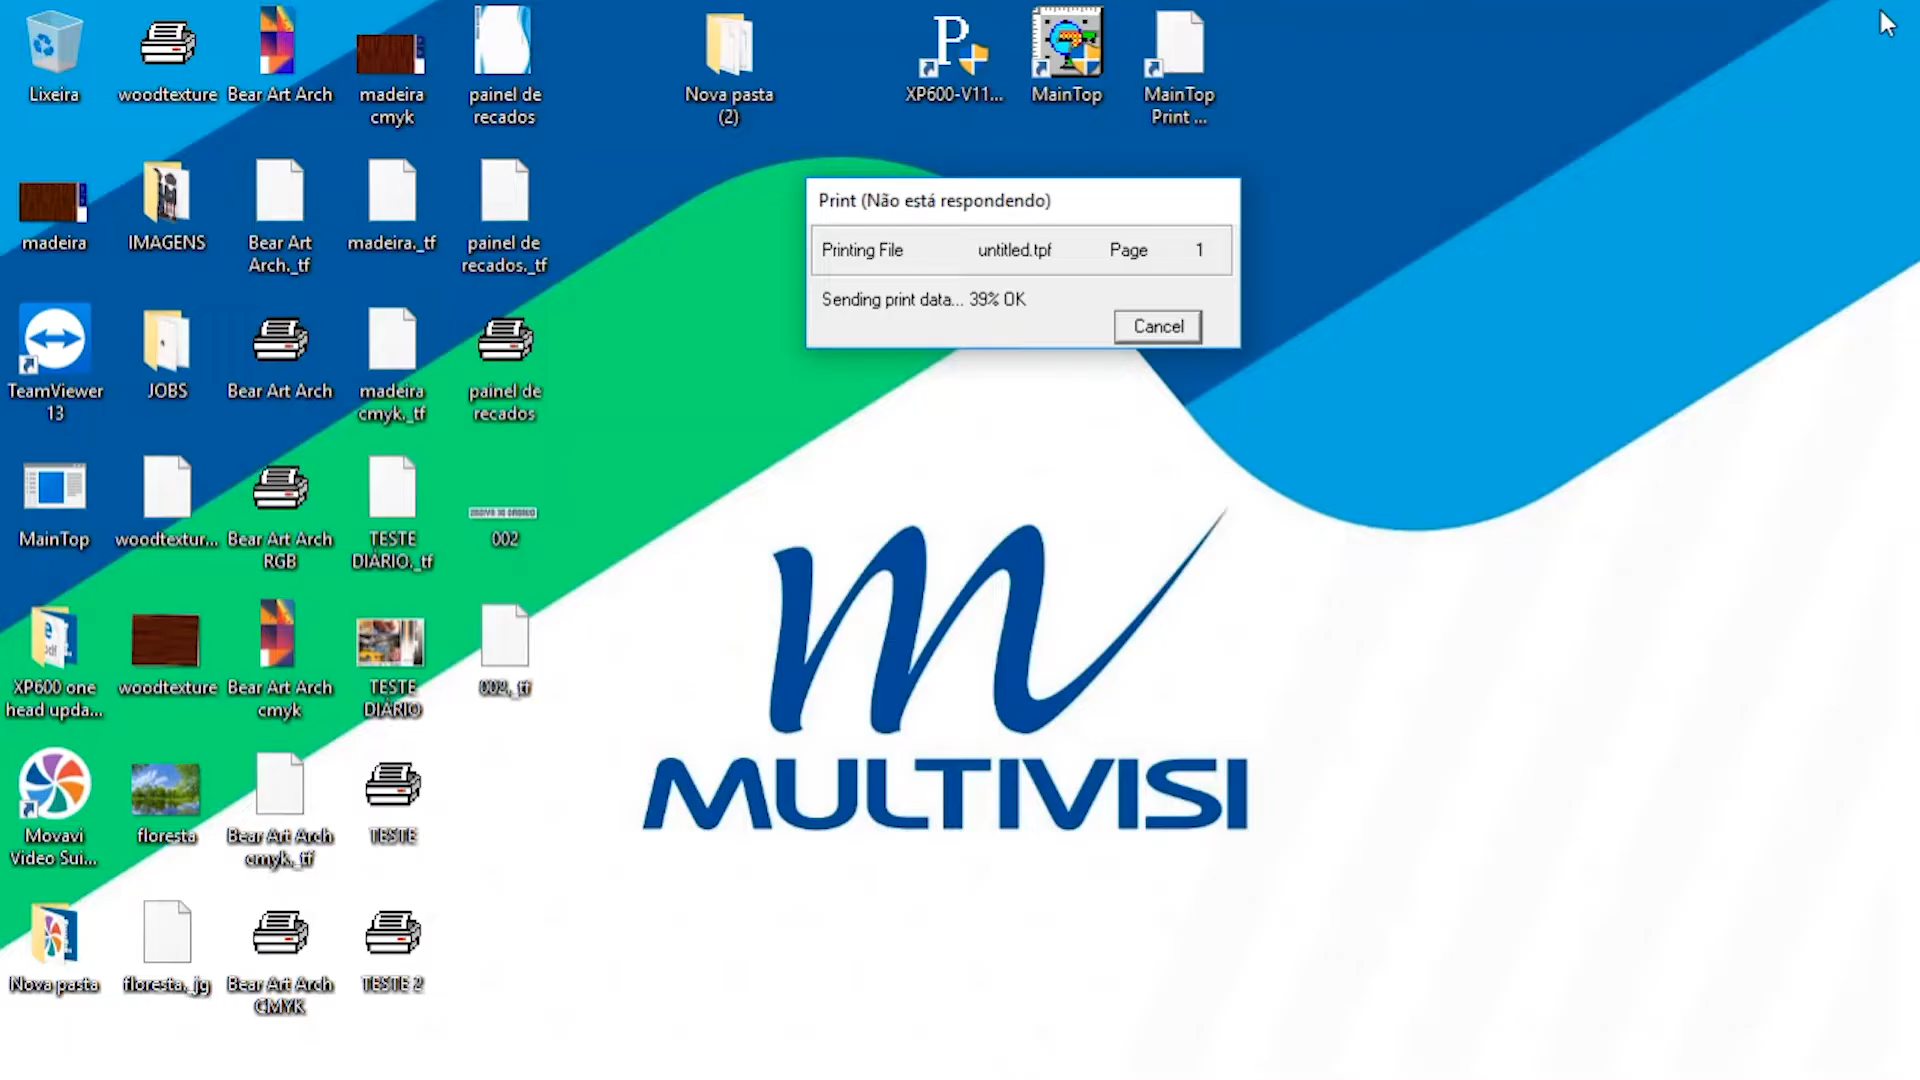 Lixeira
woodtexture
Bear Art Arch
madeira
cmyk
painel de
recados
Nova pasta
(2)
XP600-V11...
MainTop
MainTop
Print ...
madeira
IMAGENS
Bear Art
Arch._tf
madeira._tf
painel de
recados._tf
Print (Não está respondendo)
Printing File untitled.tpf Page 1
Sending print data... 39% OK
Cancel
TeamViewer
13
JOBS
Bear Art Arch
madeira
cmyk._tf
painel de
recados
MainTop
woodtextur...
Bear Art Arch
RGB
TESTE
DIÁRIO._tf
002
XP600 one
head upda...
woodtexture
Bear Art Arch
cmyk
TESTE
DIÁRIO
002._tf
m
MULTIVISI
Movavi
Video Sui...
floresta
Bear Art Arch
cmyk._tf
TESTE
Nova pasta
floresta._jg
Bear Art Arch
CMYK
TESTE 2